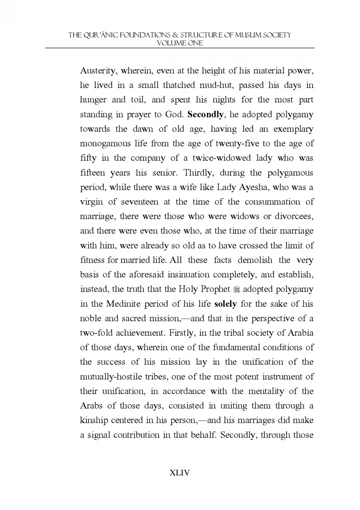 THE QUR'ĀNIC FOUNDATIONS & STRUCTURE OF MUSLIM SOCIETY
VOLUME ONE
Austerity, wherein, even at the height of his material power,
he lived in a small thatched mud-hut, passed his days in
hunger and toil, and spent his nights for the most part
standing in prayer to God. Secondly, he adopted polygamy
towards the dawn of old age, having led an exemplary
monogamous life from the age of twenty-five to the age of
fifty in the company of a twice-widowed lady who was
fifteen years his senior. Thirdly, during the polygamous
period, while there was a wife like Lady Ayesha, who was a
virgin of seventeen at the time of the consummation of
marriage, there were those who were widows or divorcees,
and there were even those who, at the time of their marriage
with him, were already so old as to have crossed the limit of
fitness for married life. All these facts demolish the very
basis of the aforesaid insinuation completely, and establish,
instead, the truth that the Holy Prophet ﷺ adopted polygamy
in the Medinite period of his life solely for the sake of his
noble and sacred mission,—and that in the perspective of a
two-fold achievement. Firstly, in the tribal society of Arabia
of those days, wherein one of the fundamental conditions of
the success of his mission lay in the unification of the
mutually-hostile tribes, one of the most potent instrument of
their unification, in accordance with the mentality of the
Arabs of those days, consisted in uniting them through a
kinship centered in his person,—and his marriages did make
a signal contribution in that behalf. Secondly, through those
XLIV